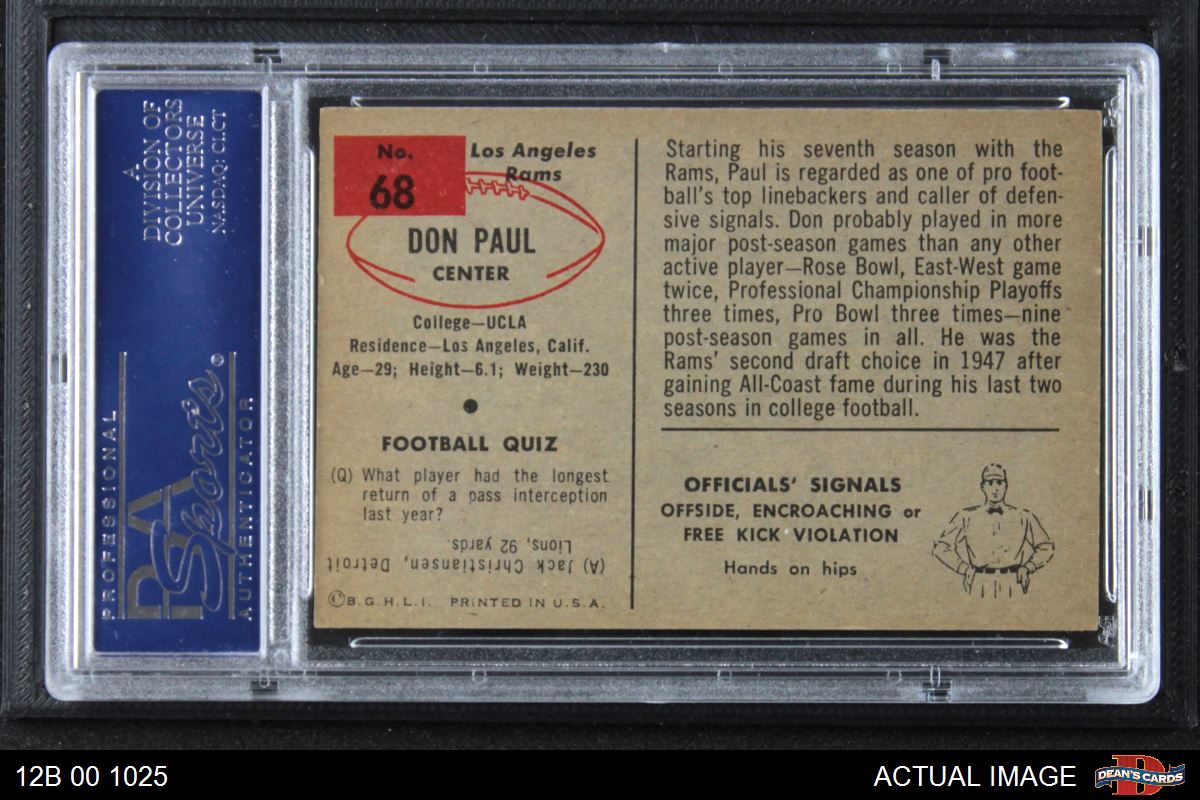 A
DIVISION OF
COLLECTORS
UNIVERSE
NASDAQ: CLCT
PROFESSIONAL
PSA
Sports®
AUTHENTICATOR
No.
68
Los Angeles
Rams
DON PAUL
CENTER
College—UCLA
Residence—Los Angeles, Calif.
Age—29; Height—6.1; Weight—230
FOOTBALL QUIZ
(Q) What player had the longest
return of a pass interception
last year?
(A) Jack Christiansen, Detroit
Lions, 92 yards.
©B.G.H.L.I. PRINTED IN U.S.A.
Starting his seventh season with the
Rams, Paul is regarded as one of pro foot-
ball's top linebackers and caller of defen-
sive signals. Don probably played in more
major post-season games than any other
active player—Rose Bowl, East-West game
twice, Professional Championship Playoffs
three times, Pro Bowl three times—nine
post-season games in all. He was the
Rams' second draft choice in 1947 after
gaining All-Coast fame during his last two
seasons in college football.
OFFICIALS' SIGNALS
OFFSIDE, ENCROACHING or
FREE KICK VIOLATION
Hands on hips
12B 00 1025
ACTUAL IMAGE
DEAN'S CARDS